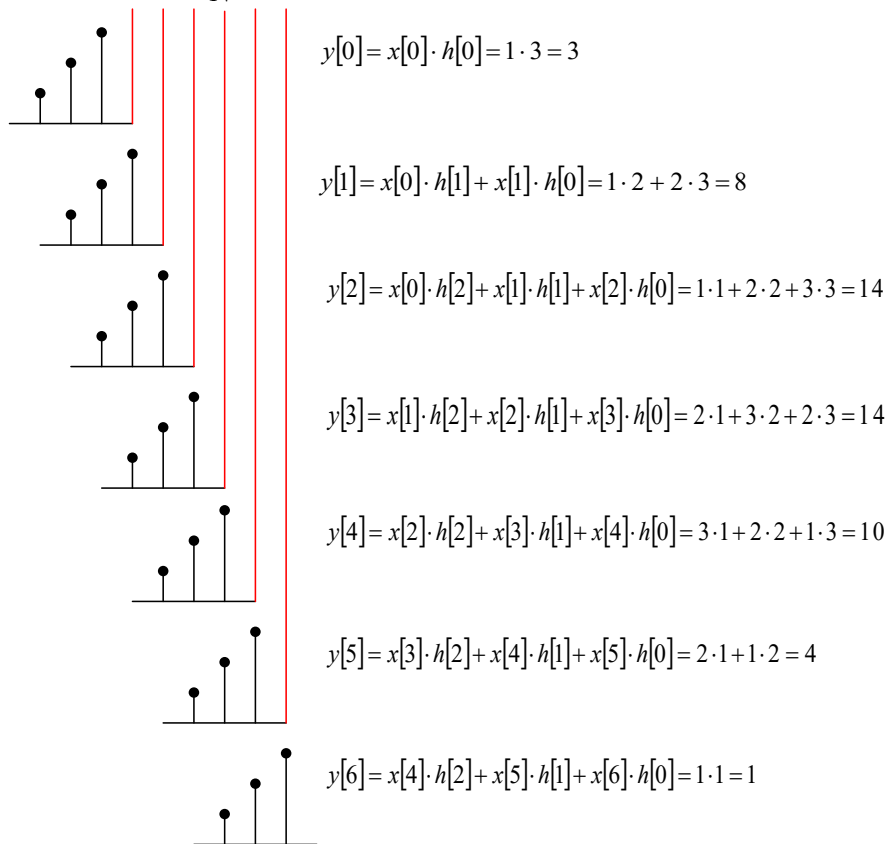 y[0] = x[0] · h[0] = 1 · 3 = 3
y[1] = x[0] · h[1] + x[1] · h[0] = 1 · 2 + 2 · 3 = 8
y[2] = x[0] · h[2] + x[1] · h[1] + x[2] · h[0] = 1 · 1 + 2 · 2 + 3 · 3 = 14
y[3] = x[1] · h[2] + x[2] · h[1] + x[3] · h[0] = 2 · 1 + 3 · 2 + 2 · 3 = 14
y[4] = x[2] · h[2] + x[3] · h[1] + x[4] · h[0] = 3 · 1 + 2 · 2 + 1 · 3 = 10
y[5] = x[3] · h[2] + x[4] · h[1] + x[5] · h[0] = 2 · 1 + 1 · 2 = 4
y[6] = x[4] · h[2] + x[5] · h[1] + x[6] · h[0] = 1 · 1 = 1